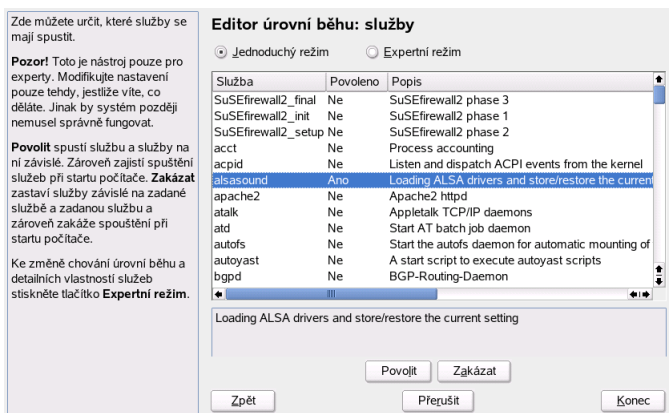 Zde můžete určit, které služby se
mají spustit.
Pozor! Toto je nástroj pouze pro
experty. Modifikujte nastavení
pouze tehdy, jestliže víte, co
děláte. Jinak by systém později
nemusel správně fungovat.
Povolit spustí službu a služby na
ní závislé. Zároveň zajistí spuštění
služeb při startu počítače. Zakázat
zastaví služby závislé na zadané
službě a zadanou službu a
zároveň zakáže spouštění při
startu počítače.
Ke změně chování úrovní běhu a
detailních vlastností služeb
stiskněte tlačítko Expertní režim.
Editor úrovní běhu: služby
Jednoduchý režim Expertní režim
Služba Povoleno Popis
SuSEfirewall2_final Ne SuSEfirewall2 phase 3
SuSEfirewall2_init Ne SuSEfirewall2 phase 1
SuSEfirewall2_setup Ne SuSEfirewall2 phase 2
acct Ne Process accounting
acpid Ne Listen and dispatch ACPI events from the kernel
alsasound Ano Loading ALSA drivers and store/restore the current
apache2 Ne Apache2 httpd
atalk Ne Appletalk TCP/IP daemons
atd Ne Start AT batch job daemon
autofs Ne Start the autofs daemon for automatic mounting of
autoyast Ne A start script to execute autoyast scripts
bgpd Ne BGP-Routing-Daemon
Loading ALSA drivers and store/restore the current setting
Povolit Zakázat
Zpět Přerušit Konec